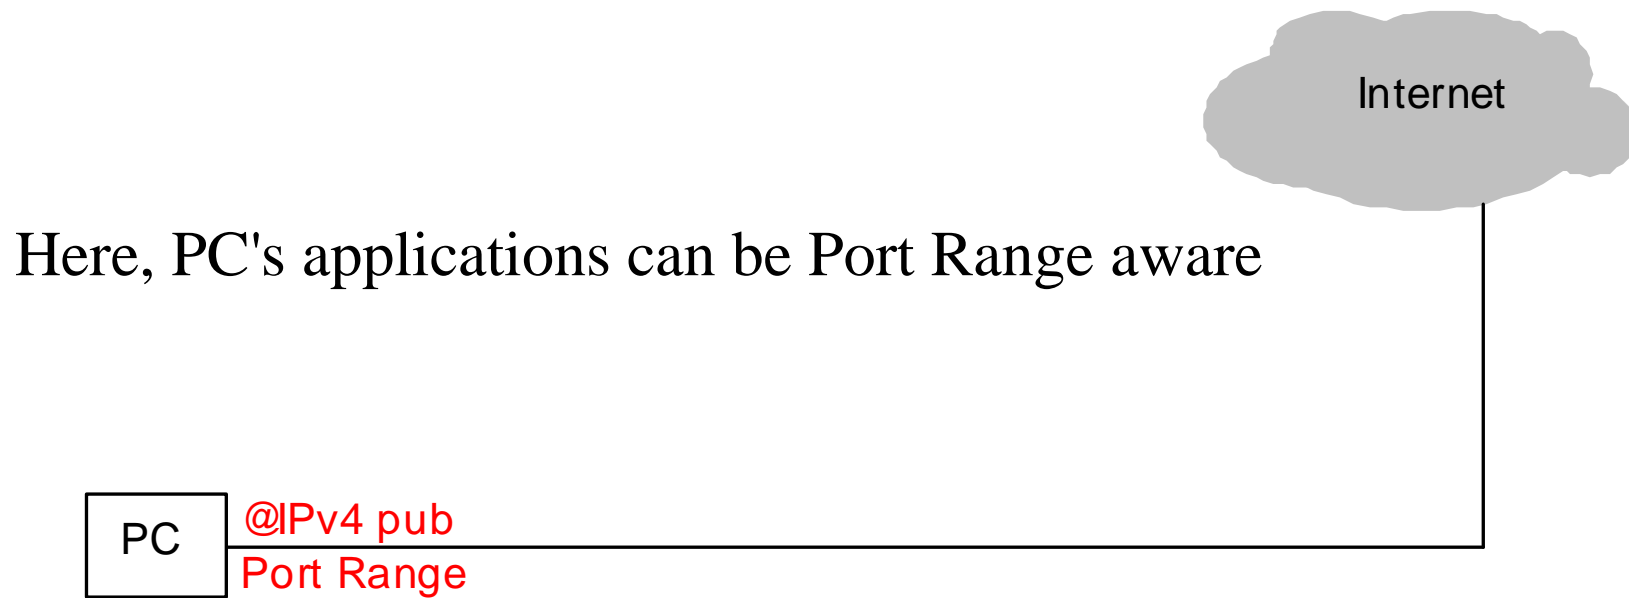 Internet
Here, PC's applications can be Port Range aware
PC
@IPv4 pub
Port Range